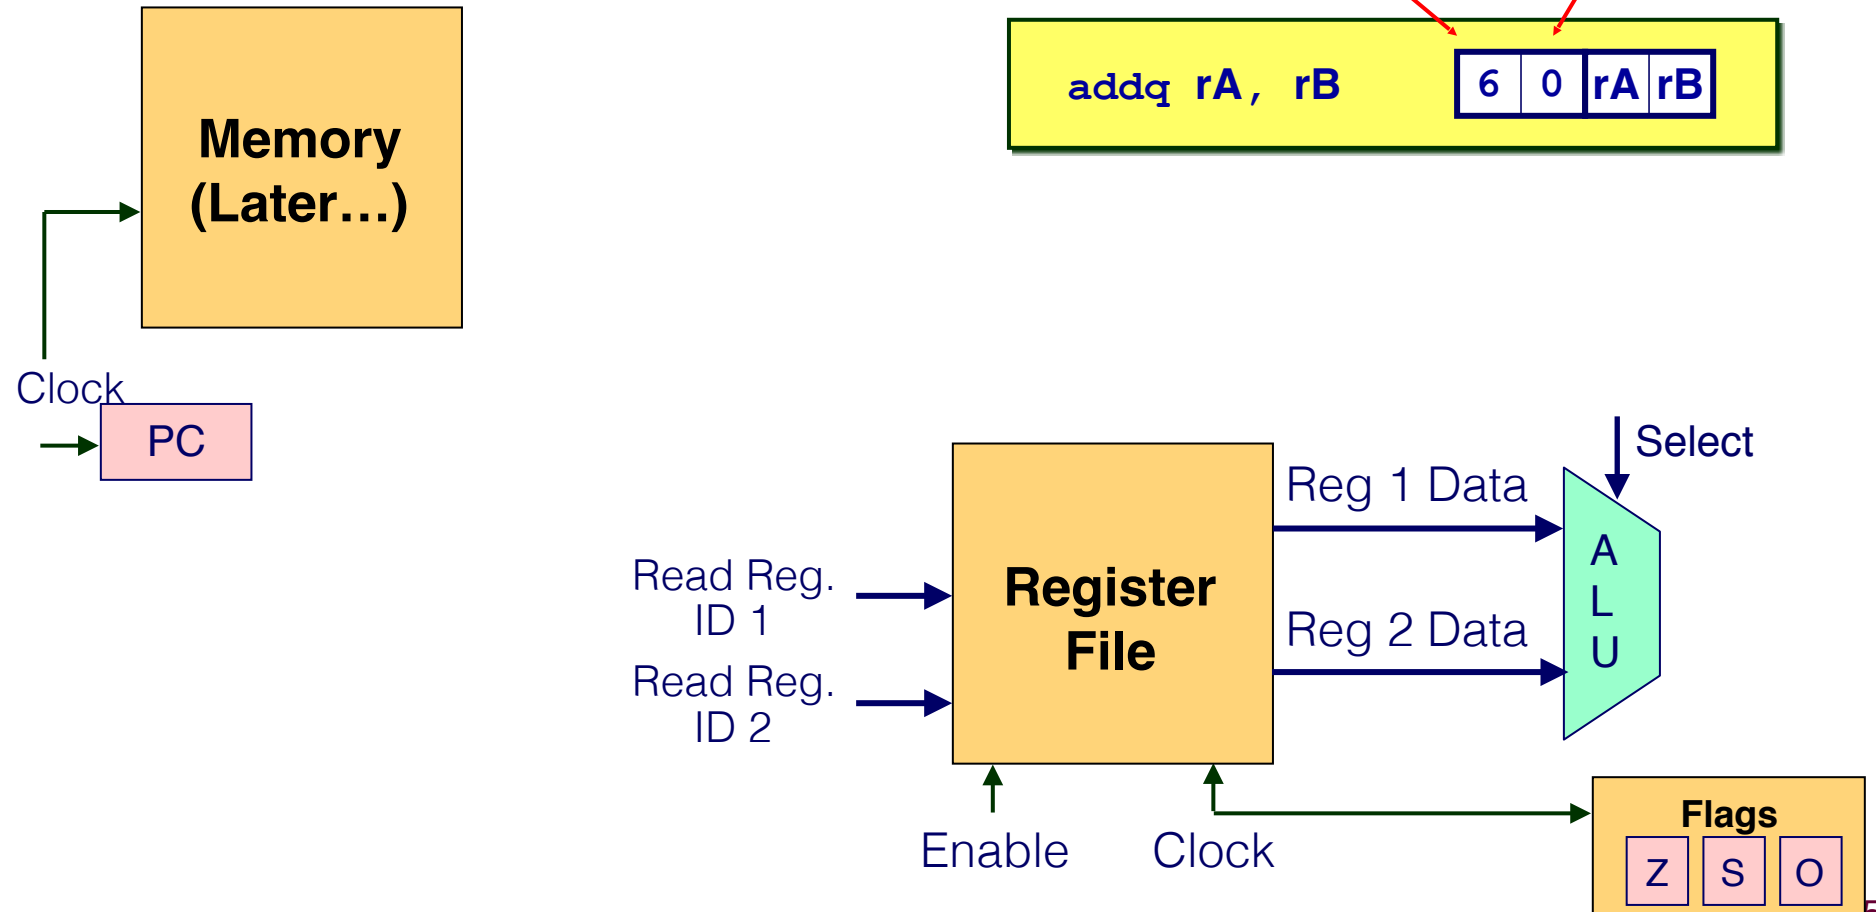 Memory
(Later…)
addq rA, rB
6 0 rA rB
Clock
PC
Select
Reg 1 Data
A
L
U
Read Reg.
ID 1
Register
File
Reg 2 Data
Read Reg.
ID 2
Enable
Clock
Flags
Z S O